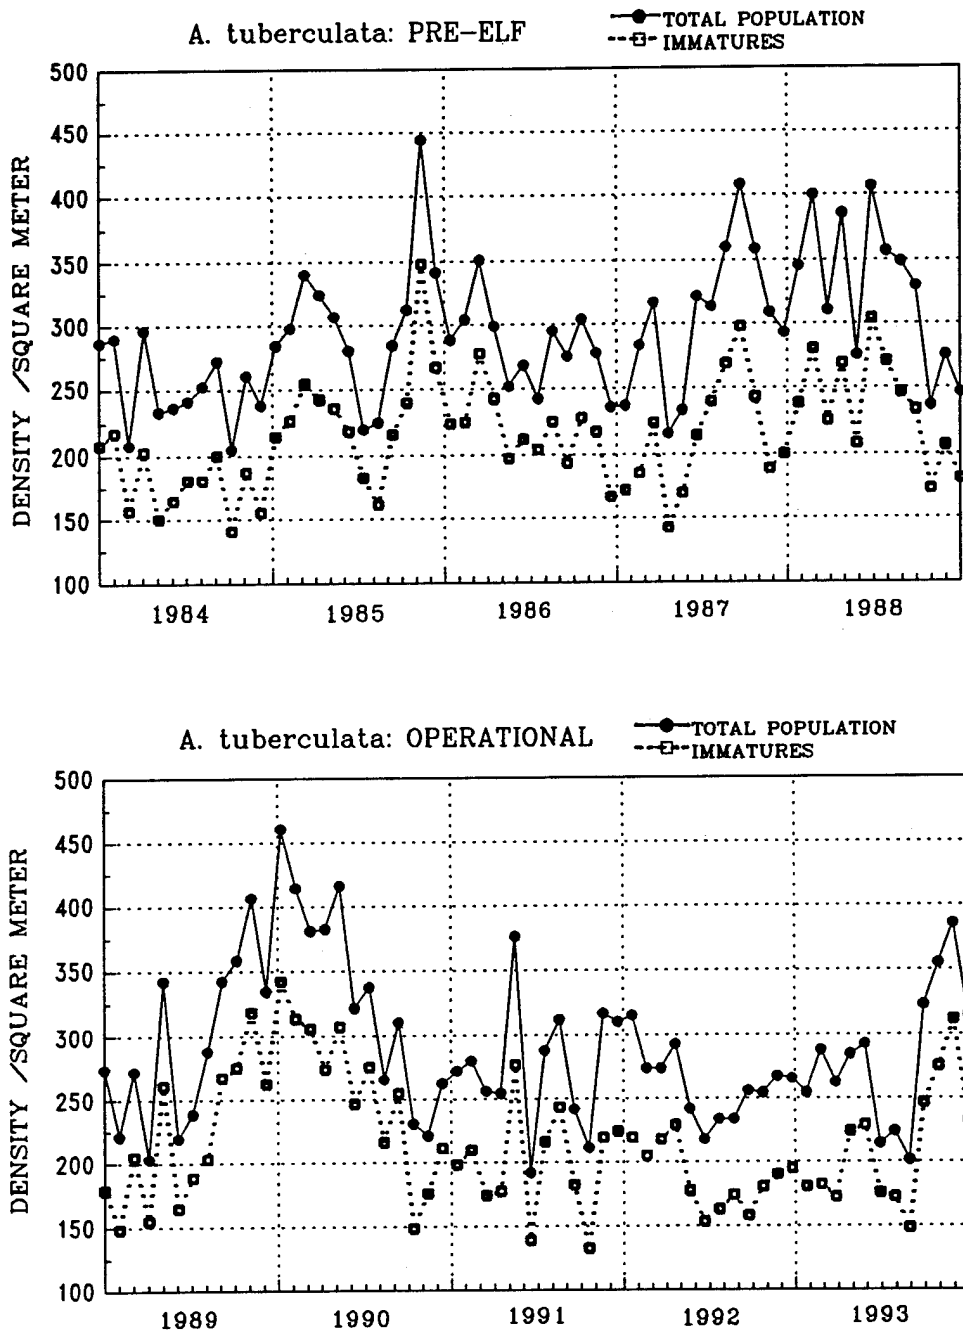 A. tuberculata: PRE-ELF
TOTAL POPULATION
IMMATURES
DENSITY /SQUARE METER
500
450
400
350
300
250
200
150
100
1984 1985 1986 1987 1988
A. tuberculata: OPERATIONAL
TOTAL POPULATION
IMMATURES
DENSITY /SQUARE METER
500
450
400
350
300
250
200
150
100
1989 1990 1991 1992 1993